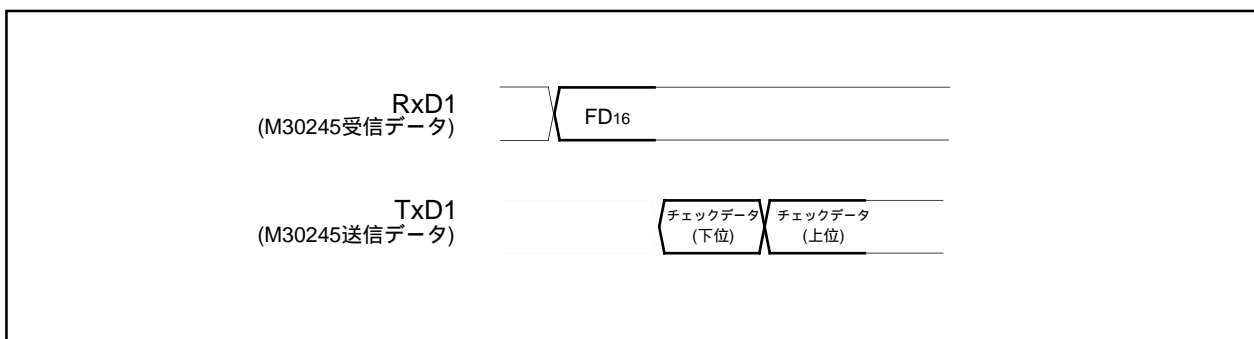 RxD1
(M30245受信データ)
FD16
TxD1
(M30245送信データ)
チェックデータ
(下位)
チェックデータ
(上位)